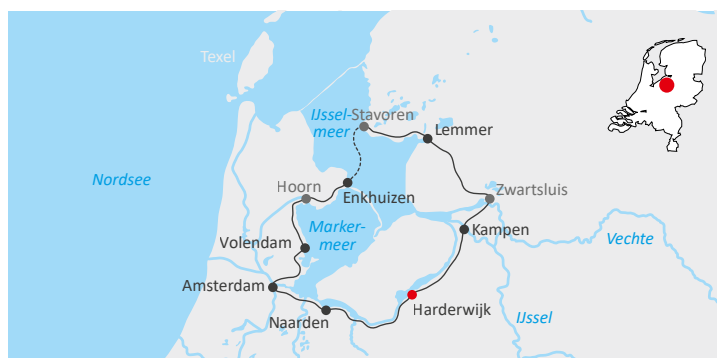 Texel
IJssel-
meer
Stavoren
Lemmer
Nordsee
Hoorn
Enkhuizen
Zwartsluis
Marker-
meer
Kampen
Volendam
Vechte
Amsterdam
Naarden
Harderwijk
IJssel